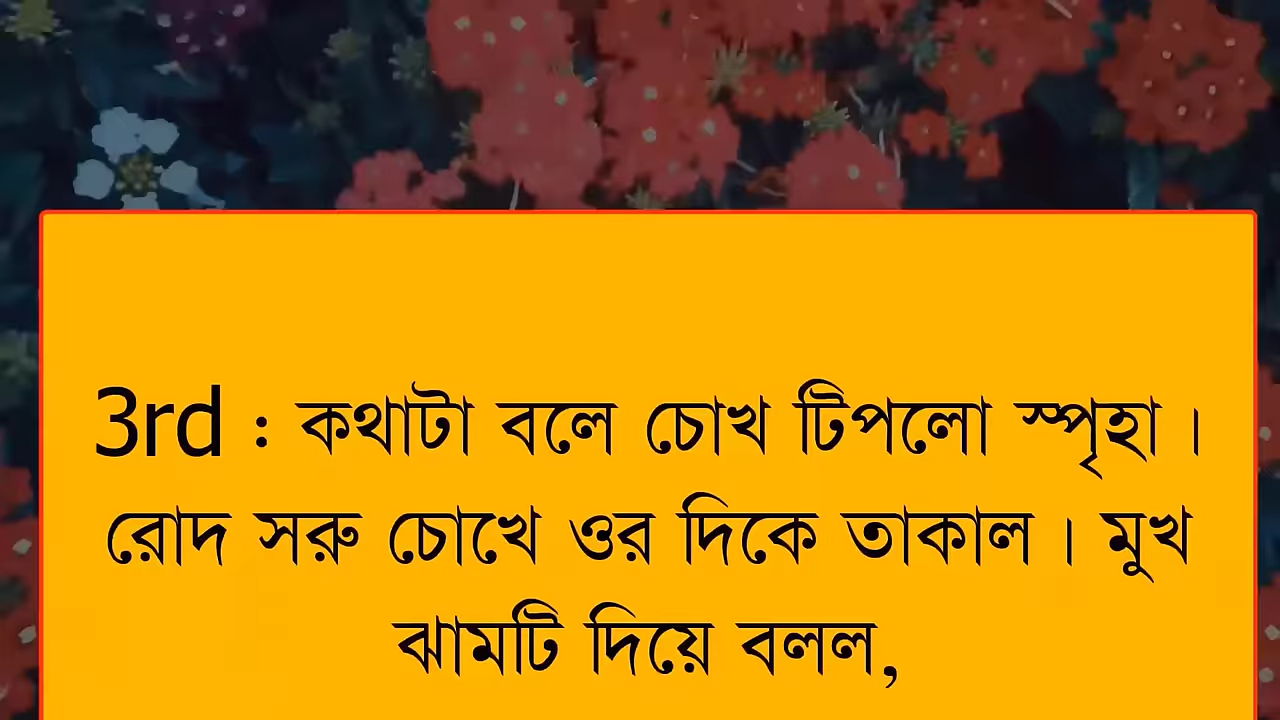 3rd : কথাটা বলে চোখ টিপলো স্পৃহা।
রোদ সরু চোখে ওর দিকে তাকাল। মুখ
ঝামটি দিয়ে বলল,